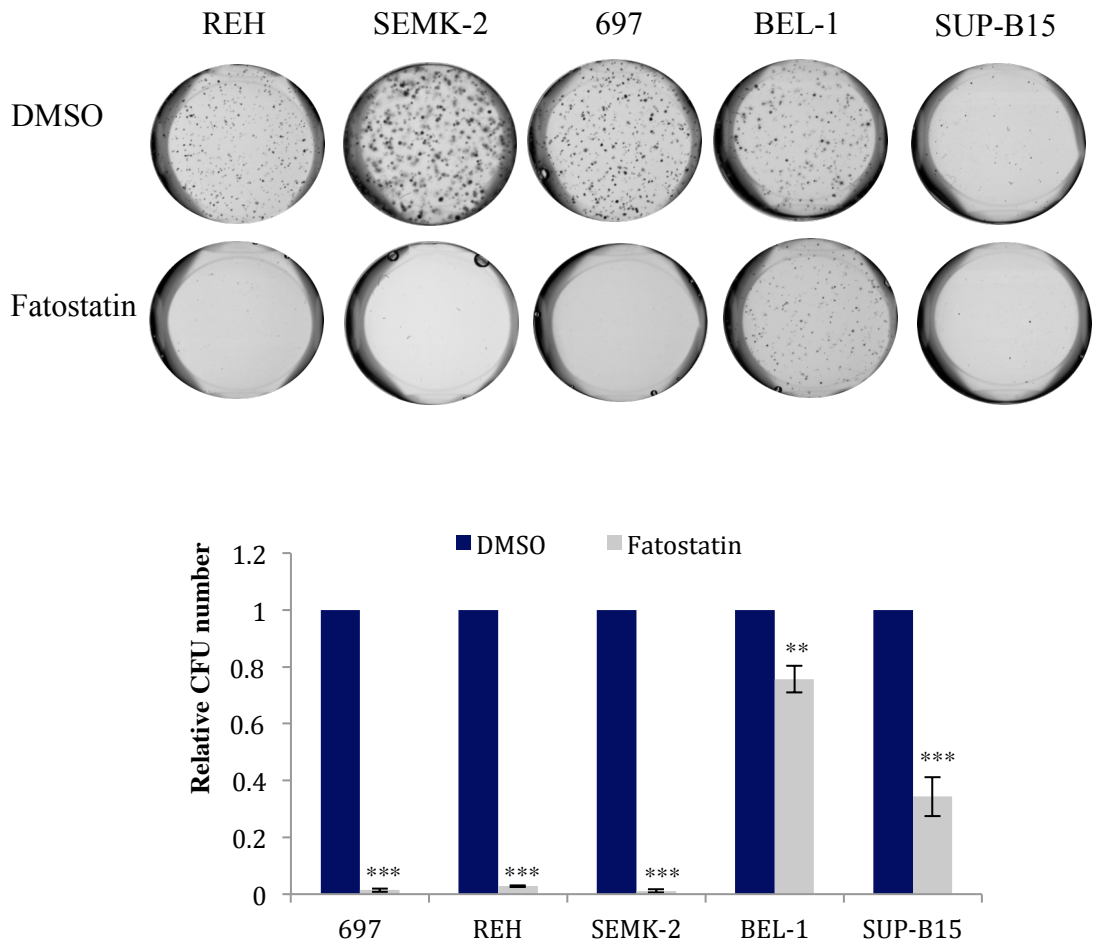 REH SEMK-2 697 BEL-1 SUP-B15
DMSO
Fatostatin
DMSO Fatostatin
Relative CFU number
1.2
1
0.8
0.6
0.4
0.2
0
***
***
***
**
***
697 REH SEMK-2 BEL-1 SUP-B15